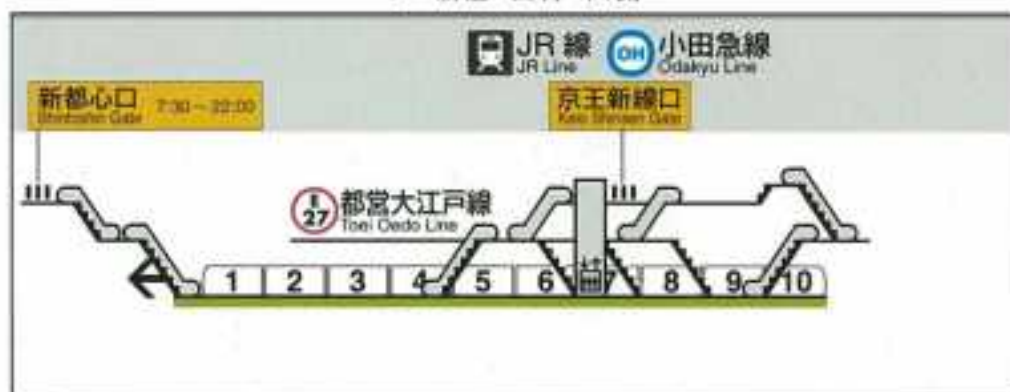 JR 線
JR Line
OH
小田急線
Odakyu Line
新都心口 7:30~22:00
Shintoshin Gate
京王新線口
Keio Shinsen Gate
E
27
都営大江戸線
Toei Oedo Line
1 2 3 4 5 6 7 8 9 10